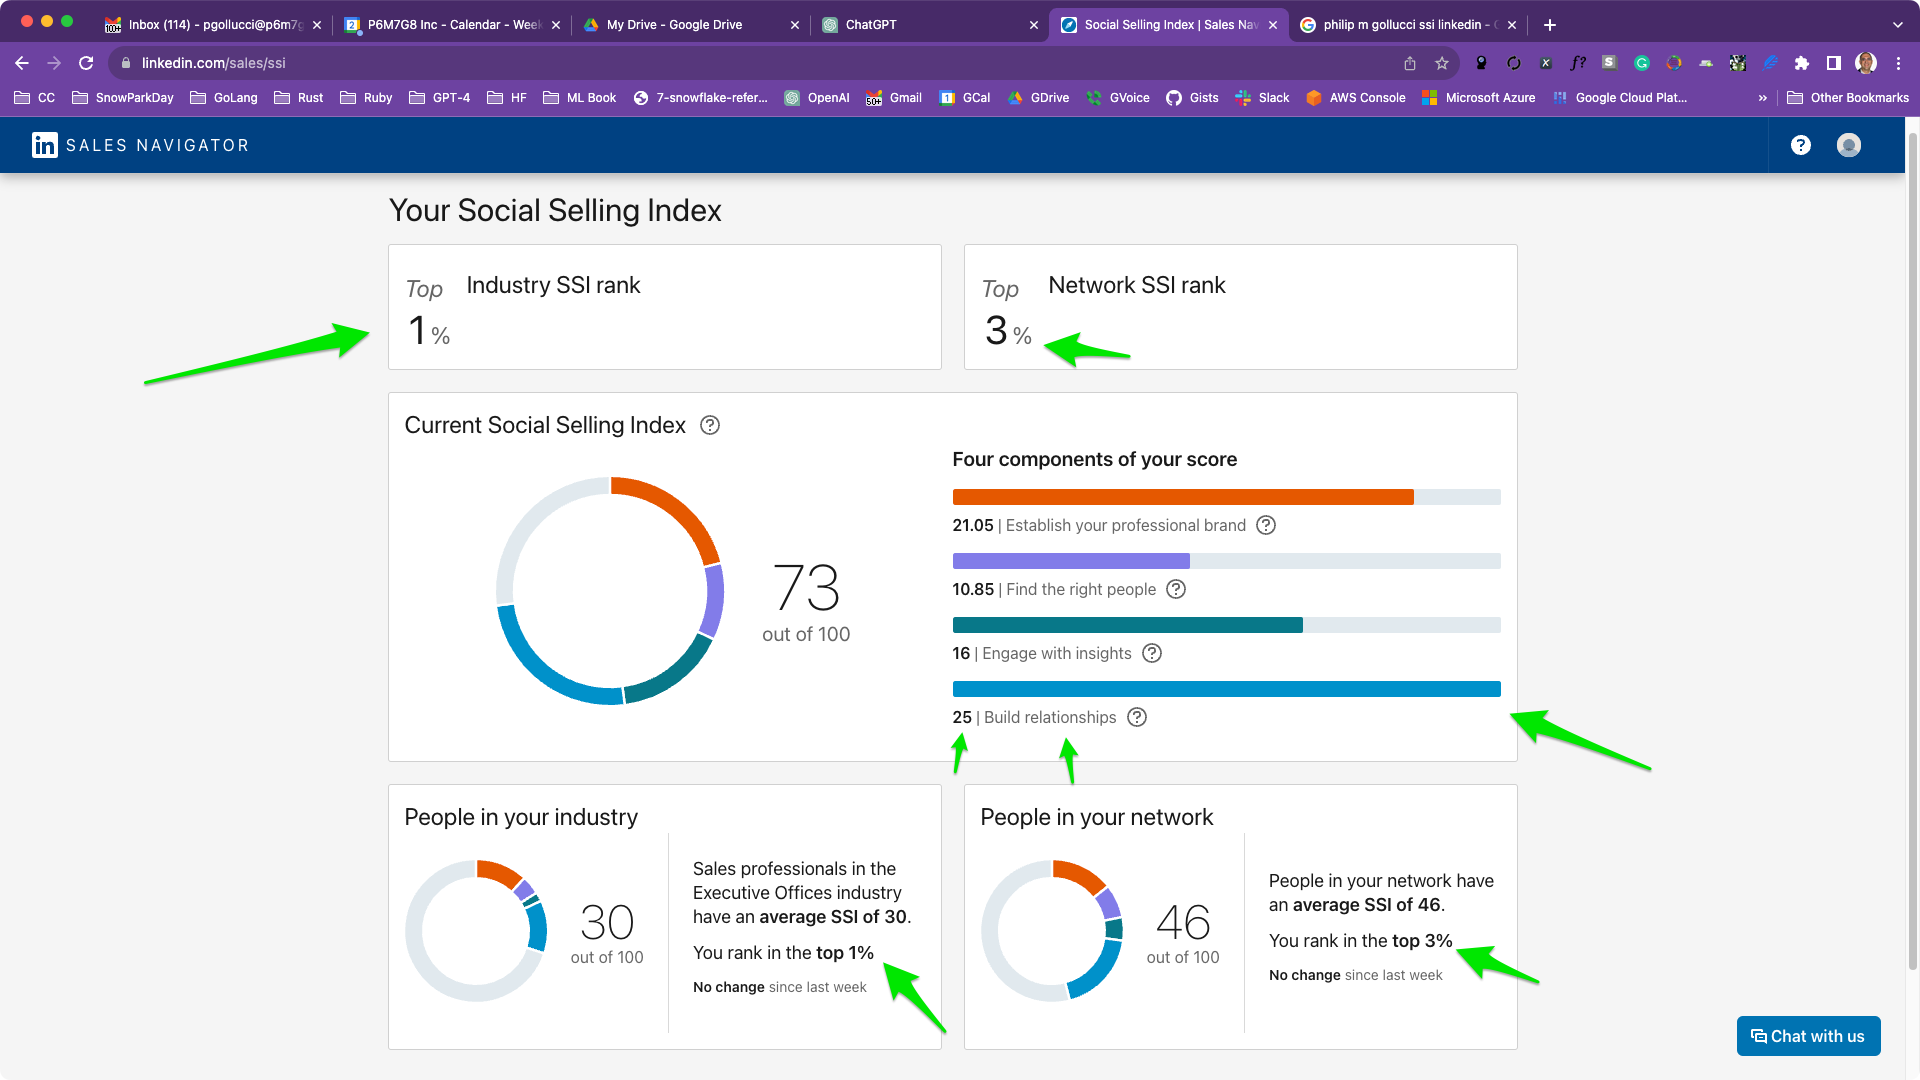 Inbox (114) - pgollucci@p6m7g
P6M7G8 Inc - Calendar - Week
My Drive - Google Drive
ChatGPT
Social Selling Index | Sales Nav
philip m gollucci ssi linkedin -
linkedin.com/sales/ssi
CC
SnowParkDay
GoLang
Rust
Ruby
GPT-4
HF
ML Book
7-snowflake-refer...
OpenAI
Gmail
GCal
GDrive
GVoice
Gists
Slack
AWS Console
Microsoft Azure
Google Cloud Plat...
Other Bookmarks
in SALES NAVIGATOR
Your Social Selling Index
Top 1% Industry SSI rank
Top 3% Network SSI rank
Current Social Selling Index
73
out of 100
Four components of your score
21.05 | Establish your professional brand
10.85 | Find the right people
16 | Engage with insights
25 | Build relationships
People in your industry
30
out of 100
Sales professionals in the
Executive Offices industry
have an average SSI of 30.
You rank in the top 1%
No change since last week
People in your network
46
out of 100
People in your network have
an average SSI of 46.
You rank in the top 3%
No change since last week
Chat with us